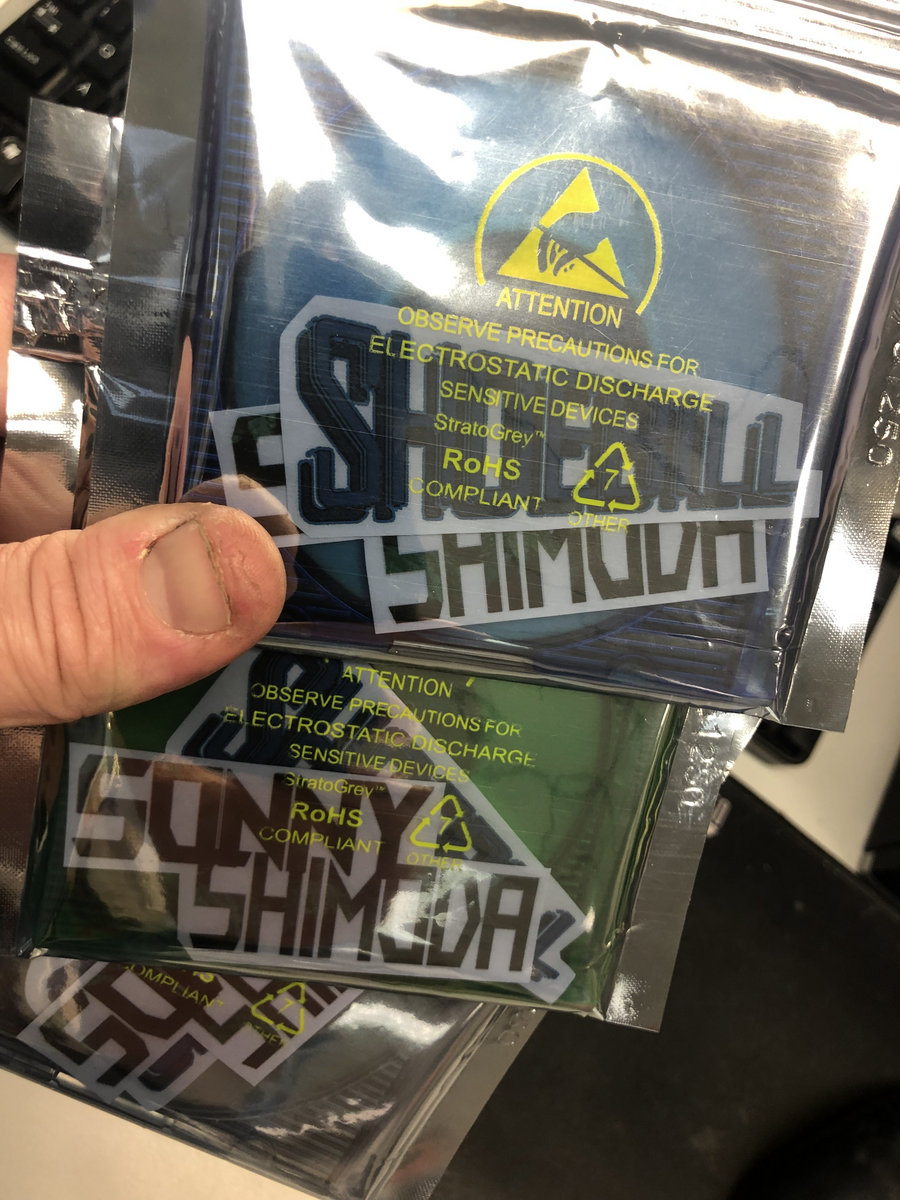 ATTENTION
OBSERVE PRECAUTIONS FOR
ELECTROSTATIC DISCHARGE
SENSITIVE DEVICES
StratoGrey™
RoHS
COMPLIANT
7
OTHER
SHIMODA
ATTENTION
OBSERVE PRECAUTIONS FOR
ELECTROSTATIC DISCHARGE
SENSITIVE DEVICES
StratoGrey™
RoHS
COMPLIANT
7
OTHER
SONNY
SHIMODA
COMPLIANT
7
OTHER